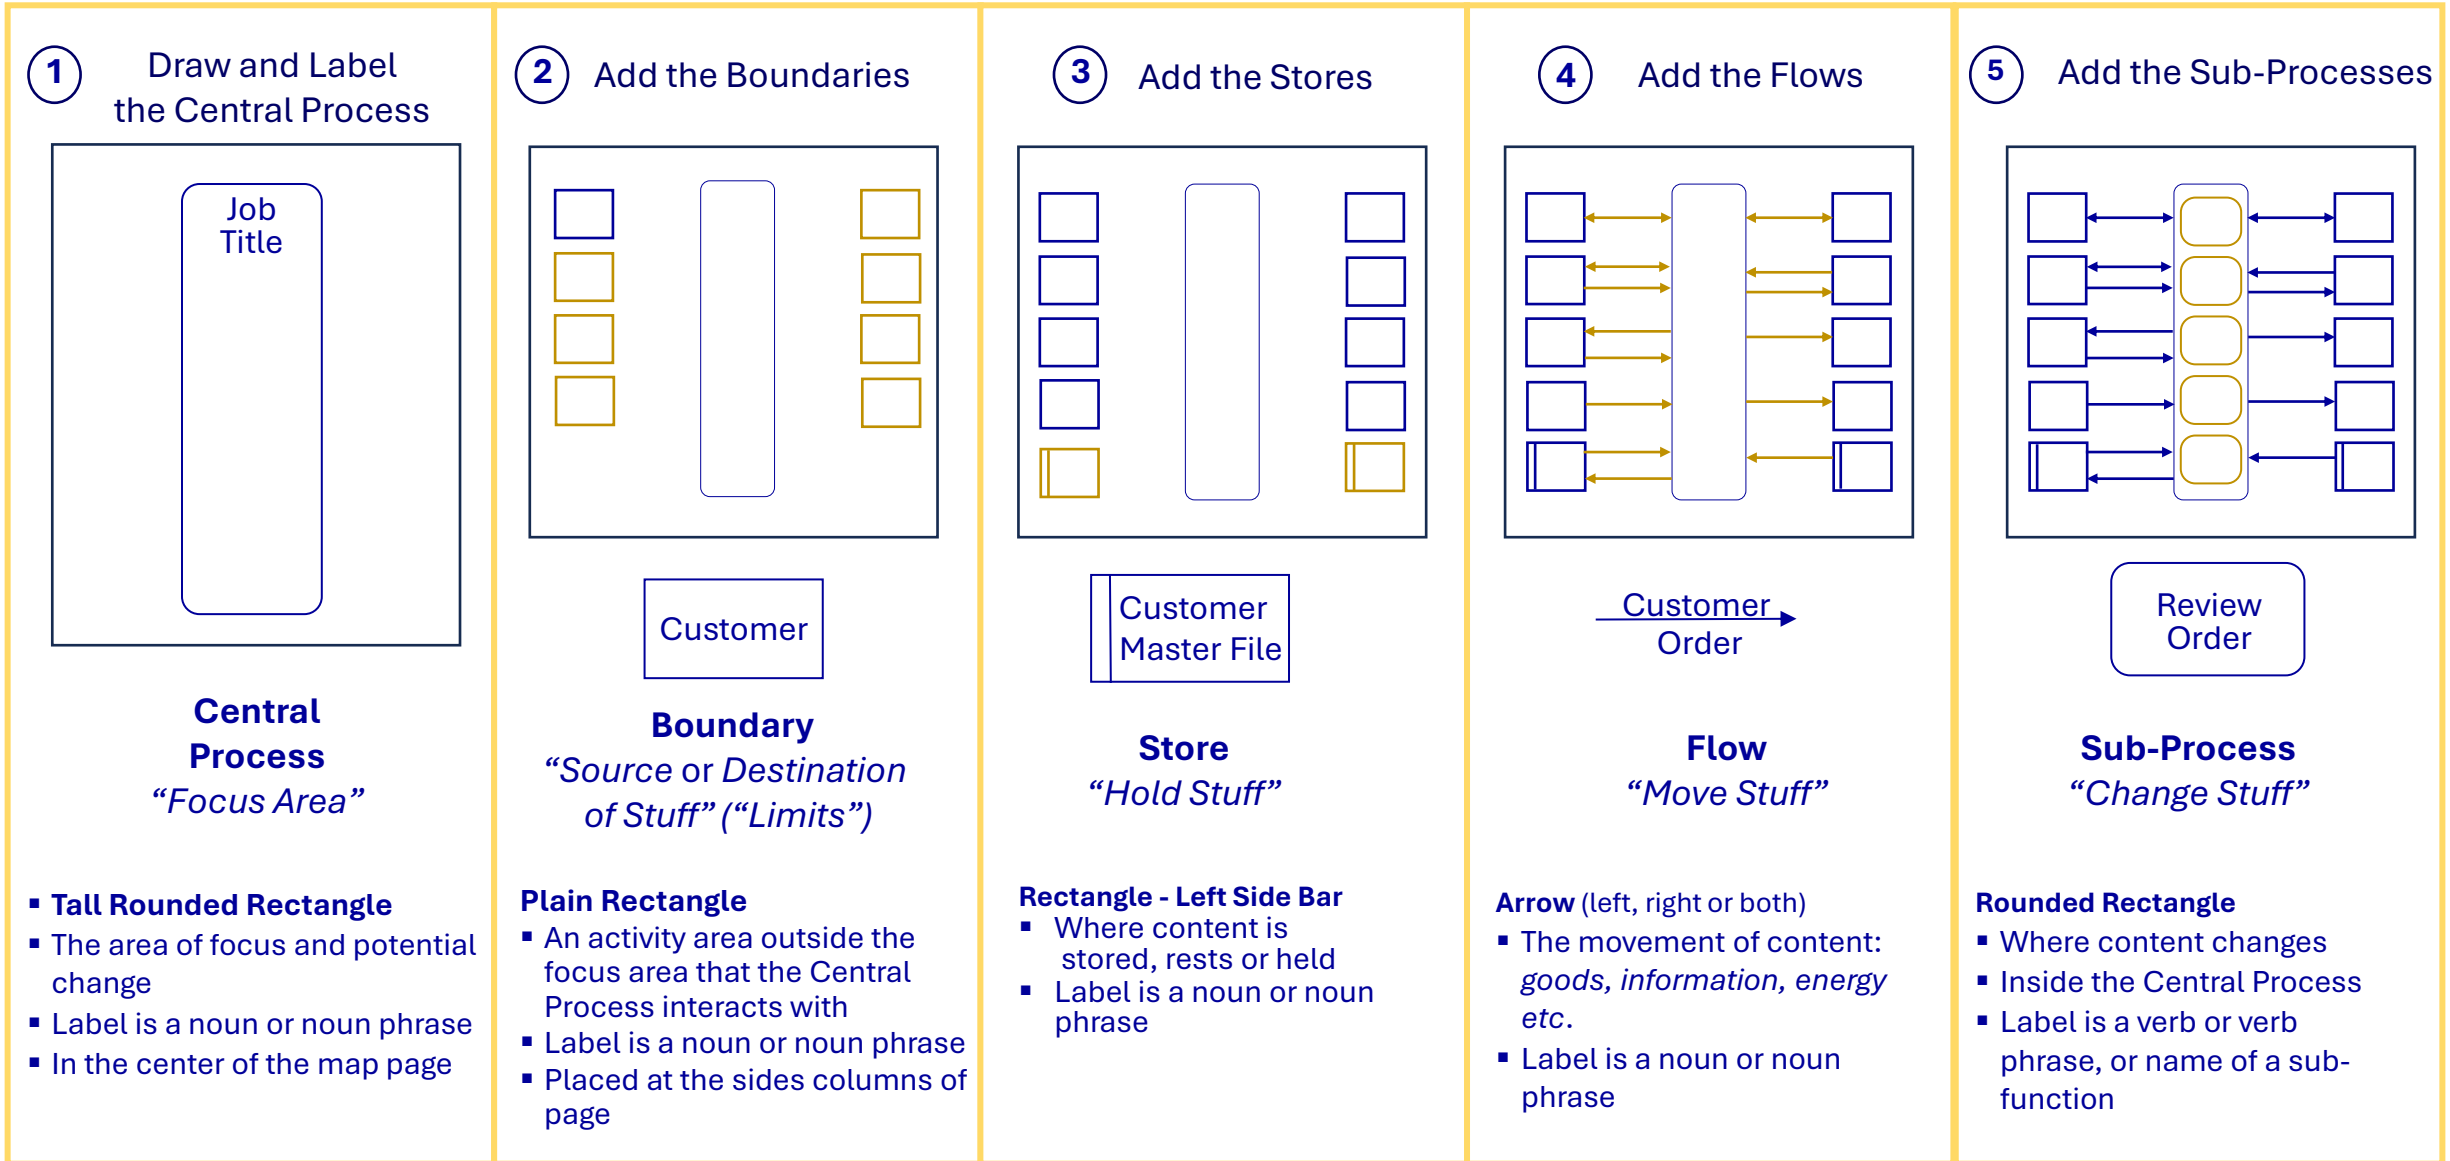 1
Draw and Label
the Central Process
Job
Title
Central
Process
“Focus Area”
▪ Tall Rounded Rectangle
▪ The area of focus and potential
change
▪ Label is a noun or noun phrase
▪ In the center of the map page
2
Add the Boundaries
Customer
Boundary
“Source or Destination
of Stuff” (“Limits”)
Plain Rectangle
▪ An activity area outside the
focus area that the Central
Process interacts with
▪ Label is a noun or noun phrase
▪ Placed at the sides columns of
page
3
Add the Stores
Customer
Master File
Store
“Hold Stuff”
Rectangle - Left Side Bar
▪ Where content is
stored, rests or held
▪ Label is a noun or noun
phrase
4
Add the Flows
Customer
Order
Flow
“Move Stuff”
Arrow (left, right or both)
▪ The movement of content:
goods, information, energy
etc.
▪ Label is a noun or noun
phrase
5
Add the Sub-Processes
Review
Order
Sub-Process
“Change Stuff”
Rounded Rectangle
▪ Where content changes
▪ Inside the Central Process
▪ Label is a verb or verb
phrase, or name of a sub-
function